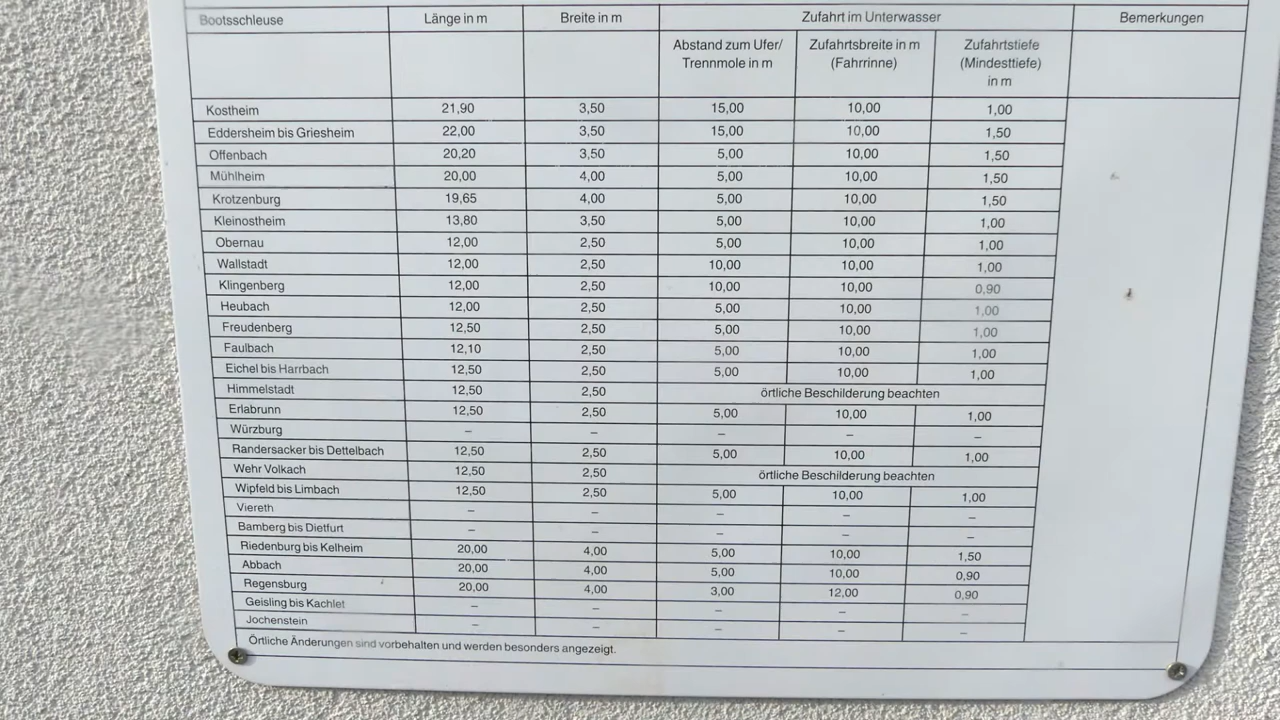 Bootsschleuse Länge in m Breite in m Zufahrt im Unterwasser Bemerkungen
Abstand zum Ufer/ Zufahrtsbreite in m Zufahrtstiefe
Trennmole in m (Fahrrinne) (Mindesttiefe)
in m
Kostheim 21,90 3,50 15,00 10,00 1,00
Eddersheim bis Griesheim 22,00 3,50 15,00 10,00 1,50
Offenbach 20,20 3,50 5,00 10,00 1,50
Mühlheim 20,00 4,00 5,00 10,00 1,50
Krotzenburg 19,65 4,00 5,00 10,00 1,50
Kleinostheim 13,80 3,50 5,00 10,00 1,00
Obernau 12,00 2,50 5,00 10,00 1,00
Wallstadt 12,00 2,50 10,00 10,00 1,00
Klingenberg 12,00 2,50 10,00 10,00 0,90
Heubach 12,00 2,50 5,00 10,00 1,00
Freudenberg 12,50 2,50 5,00 10,00 1,00
Faulbach 12,10 2,50 5,00 10,00 1,00
Eichel bis Harrbach 12,50 2,50 5,00 10,00 1,00
Himmelstadt 12,50 2,50 örtliche Beschilderung beachten
Erlabrunn 12,50 2,50 5,00 10,00 1,00
Würzburg – – – – –
Randersacker bis Dettelbach 12,50 2,50 5,00 10,00 1,00
Wehr Volkach 12,50 2,50 örtliche Beschilderung beachten
Wipfeld bis Limbach 12,50 2,50 5,00 10,00 1,00
Viereth – – – – –
Bamberg bis Dietfurt – – – – –
Riedenburg bis Kelheim 20,00 4,00 5,00 10,00 1,50
Abbach 20,00 4,00 5,00 10,00 0,90
Regensburg 20,00 4,00 3,00 12,00 0,90
Geisling bis Kachlet – – – – –
Jochenstein – – – – –
Örtliche Änderungen sind vorbehalten und werden besonders angezeigt.